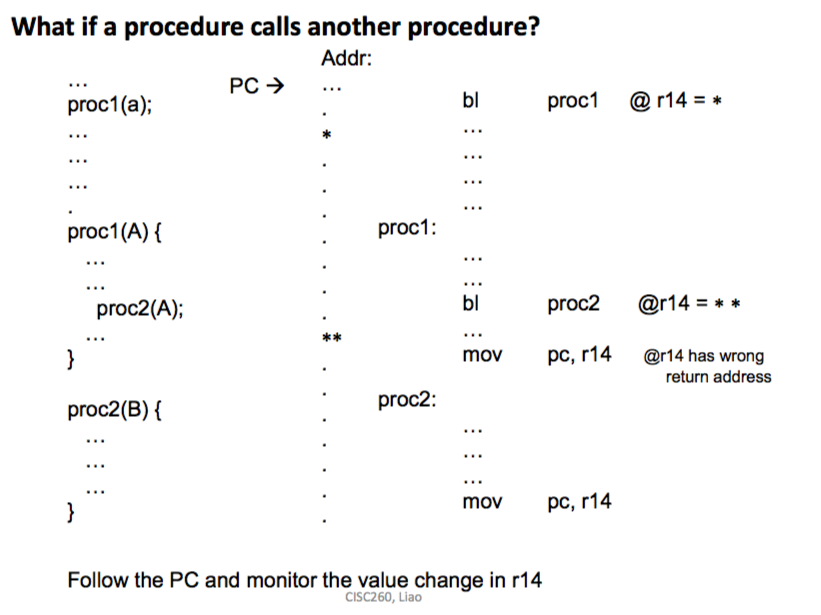 What if a procedure calls another procedure?
Addr:
... PC → ...
proc1(a); . bl proc1 @ r14 = *
... * ...
... . ...
... . ...
. . ...
proc1(A) { . proc1:
... . ...
... . ...
proc2(A); . bl proc2 @r14 = * *
... ** ...
} . mov pc, r14 @r14 has wrong
return address
proc2(B) { . proc2:
... . ...
... . ...
... . ...
} . mov pc, r14
.
Follow the PC and monitor the value change in r14
CISC260, Liao